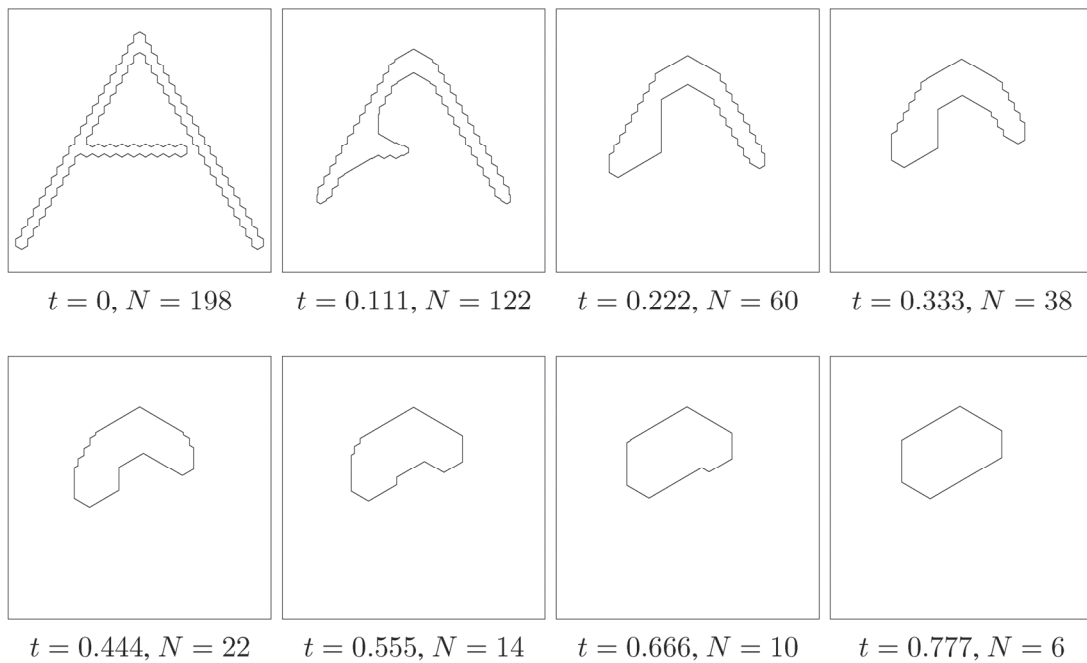 t = 0, N = 198
t = 0.111, N = 122
t = 0.222, N = 60
t = 0.333, N = 38
t = 0.444, N = 22
t = 0.555, N = 14
t = 0.666, N = 10
t = 0.777, N = 6